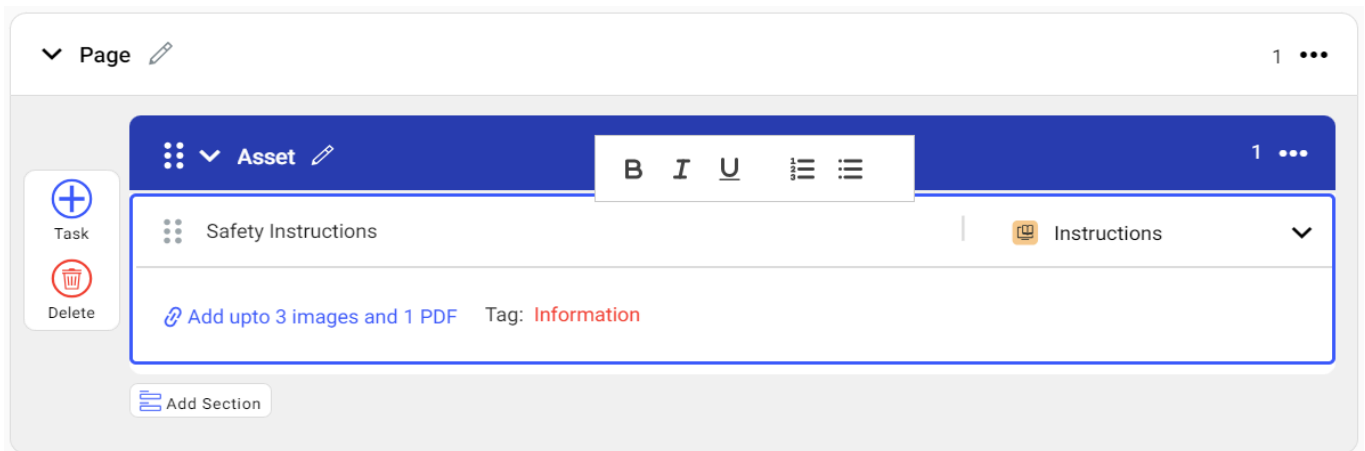 Page 1
Asset 1
B I U
Task
Safety Instructions Instructions
Delete
Add upto 3 images and 1 PDF Tag: Information
Add Section